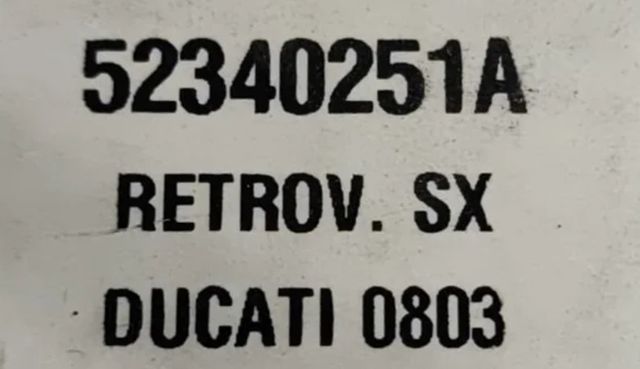 52340251A
RETROV. SX
DUCATI 0803